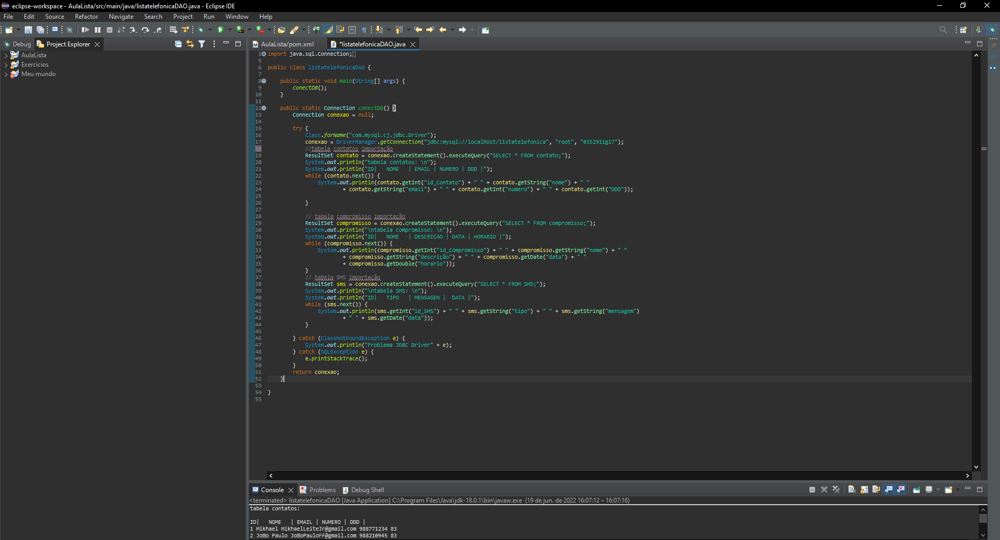 eclipse-workspace - AulaLista/src/main/java/listatelefonicaDAO.java - Eclipse IDE
File Edit Source Refactor Navigate Search Project Run Window Help
Debug Project Explorer
AulaLista/pom.xml *listatelefonicaDAO.java
AulaLista
Exercicios
Meu mundo
1 import java.sql.Connection;
5
6 public class listatelefonicaDAO {
7
8 public static void main(String[] args) {
9 conectDB();
10 }
11
12 public static Connection conectDB() {
13 Connection conexao = null;
14
15 try {
16 Class.forName("com.mysql.cj.jdbc.Driver");
17 conexao = DriverManager.getConnection("jdbc:mysql://localhost/listatelefonica", "root", "0352911gl7");
18 //tabela contatos importação
19 ResultSet contato = conexao.createStatement().executeQuery("SELECT * FROM contato;");
20 System.out.println("tabela contatos: \n");
21 System.out.println("ID|   NOME   | EMAIL | NUMERO | DDD |");
22 while (contato.next()) {
23 System.out.println(contato.getInt("id_Contato") + " " + contato.getString("nome") + " "
24 + contato.getString("email") + " " + contato.getInt("numero") + " " + contato.getInt("DDD"));
25
26 }
27
28 // tabela compromisso importação
29 ResultSet compromisso = conexao.createStatement().executeQuery("SELECT * FROM compromisso;");
30 System.out.println("\ntabela compromisso: \n");
31 System.out.println("ID|   NOME   | DESCRICAO | DATA | HORARIO |");
32 while (compromisso.next()) {
33 System.out.println(compromisso.getInt("id_Compromisso") + " " + compromisso.getString("nome") + " "
34 + compromisso.getString("descrição") + " " + compromisso.getDate("data") + " "
35 + compromisso.getDouble("horario"));
36 }
37 // tabela SMS importação
38 ResultSet sms = conexao.createStatement().executeQuery("SELECT * FROM SMS;");
39 System.out.println("\ntabela SMS: \n");
40 System.out.println("ID|   TIPO   | MENSAGEM |  DATA |");
41 while (sms.next()) {
42 System.out.println(sms.getInt("id_SMS") + " " + sms.getString("tipo") + " " + sms.getString("mensagem")
43 + " " + sms.getDate("data"));
44 }
45
46 } catch (ClassNotFoundException e) {
47 System.out.println("Problema JDBC Driver" + e);
48 } catch (SQLException e) {
49 e.printStackTrace();
50 }
51 return conexao;
52 }
53
54 }
55
Console Problems Debug Shell
<terminated> listatelefonicaDAO [Java Application] C:\Program Files\Java\jdk-18.0.1\bin\javaw.exe (19 de jun. de 2022 16:07:12 – 16:07:16)
tabela contatos:
ID|   NOME   | EMAIL | NUMERO | DDD |
1 Mikhael MikhaelLeiteJr@gmail.com 988771234 83
2 Jo�o Paulo Jo�oPauloFF@gmail.com 988210945 83